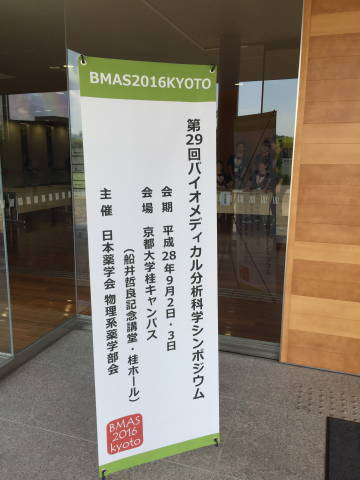 BMAS2016KYOTO
第29回バイオメディカル分析科学シンポジウム
会 期　平成28年9月2日・3日
会 場　京都大学桂キャンパス
（船井哲良記念講堂・桂ホール）
主 催　日本薬学会 物理系薬学部会
BMAS
2016
kyoto